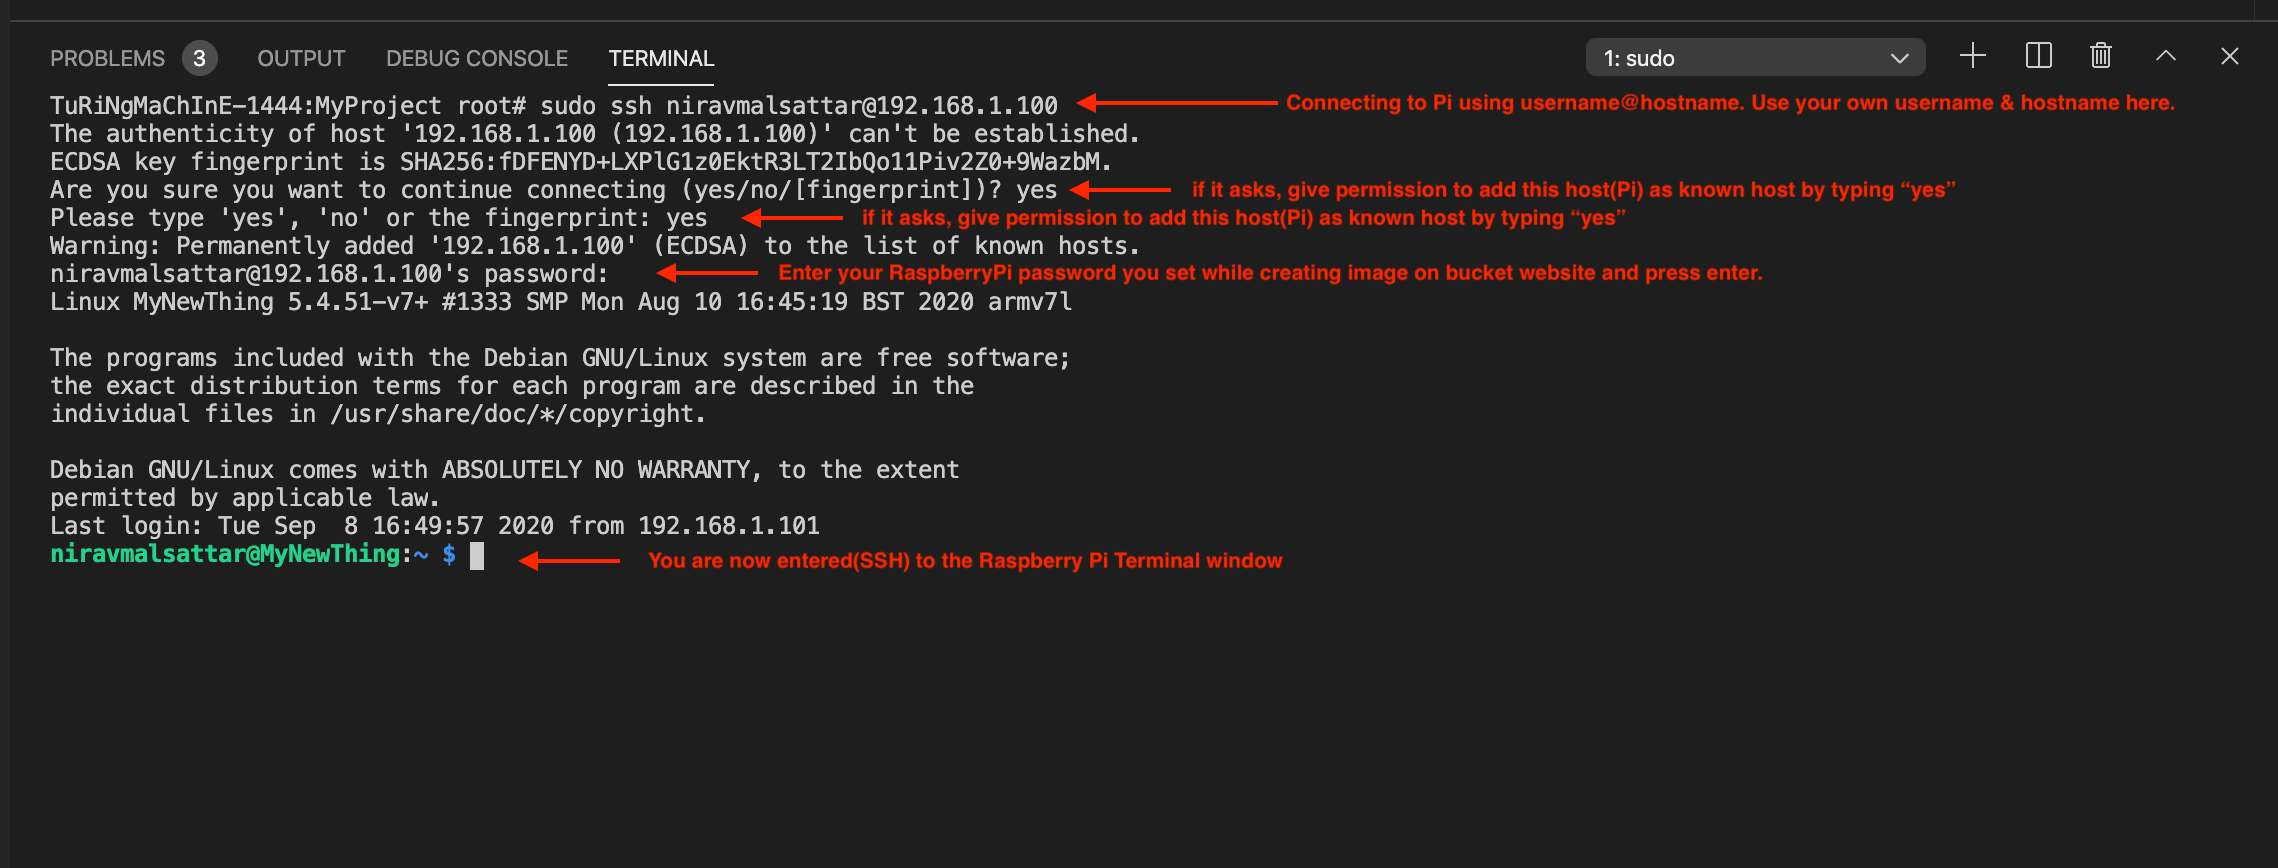 PROBLEMS 3 OUTPUT DEBUG CONSOLE TERMINAL 1: sudo
TuRiNgMaChInE-1444:MyProject root# sudo ssh niravmalsattar@192.168.1.100 Connecting to Pi using username@hostname. Use your own username & hostname here.
The authenticity of host '192.168.1.100 (192.168.1.100)' can't be established.
ECDSA key fingerprint is SHA256:fDFENYD+LXPlG1z0EktR3LT2IbQo11Piv2Z0+9WazbM.
Are you sure you want to continue connecting (yes/no/[fingerprint])? yes if it asks, give permission to add this host(Pi) as known host by typing “yes”
Please type 'yes', 'no' or the fingerprint: yes if it asks, give permission to add this host(Pi) as known host by typing “yes”
Warning: Permanently added '192.168.1.100' (ECDSA) to the list of known hosts.
niravmalsattar@192.168.1.100's password: Enter your RaspberryPi password you set while creating image on bucket website and press enter.
Linux MyNewThing 5.4.51-v7+ #1333 SMP Mon Aug 10 16:45:19 BST 2020 armv7l
The programs included with the Debian GNU/Linux system are free software;
the exact distribution terms for each program are described in the
individual files in /usr/share/doc/*/copyright.
Debian GNU/Linux comes with ABSOLUTELY NO WARRANTY, to the extent
permitted by applicable law.
Last login: Tue Sep  8 16:49:57 2020 from 192.168.1.101
niravmalsattar@MyNewThing:~ $ You are now entered(SSH) to the Raspberry Pi Terminal window